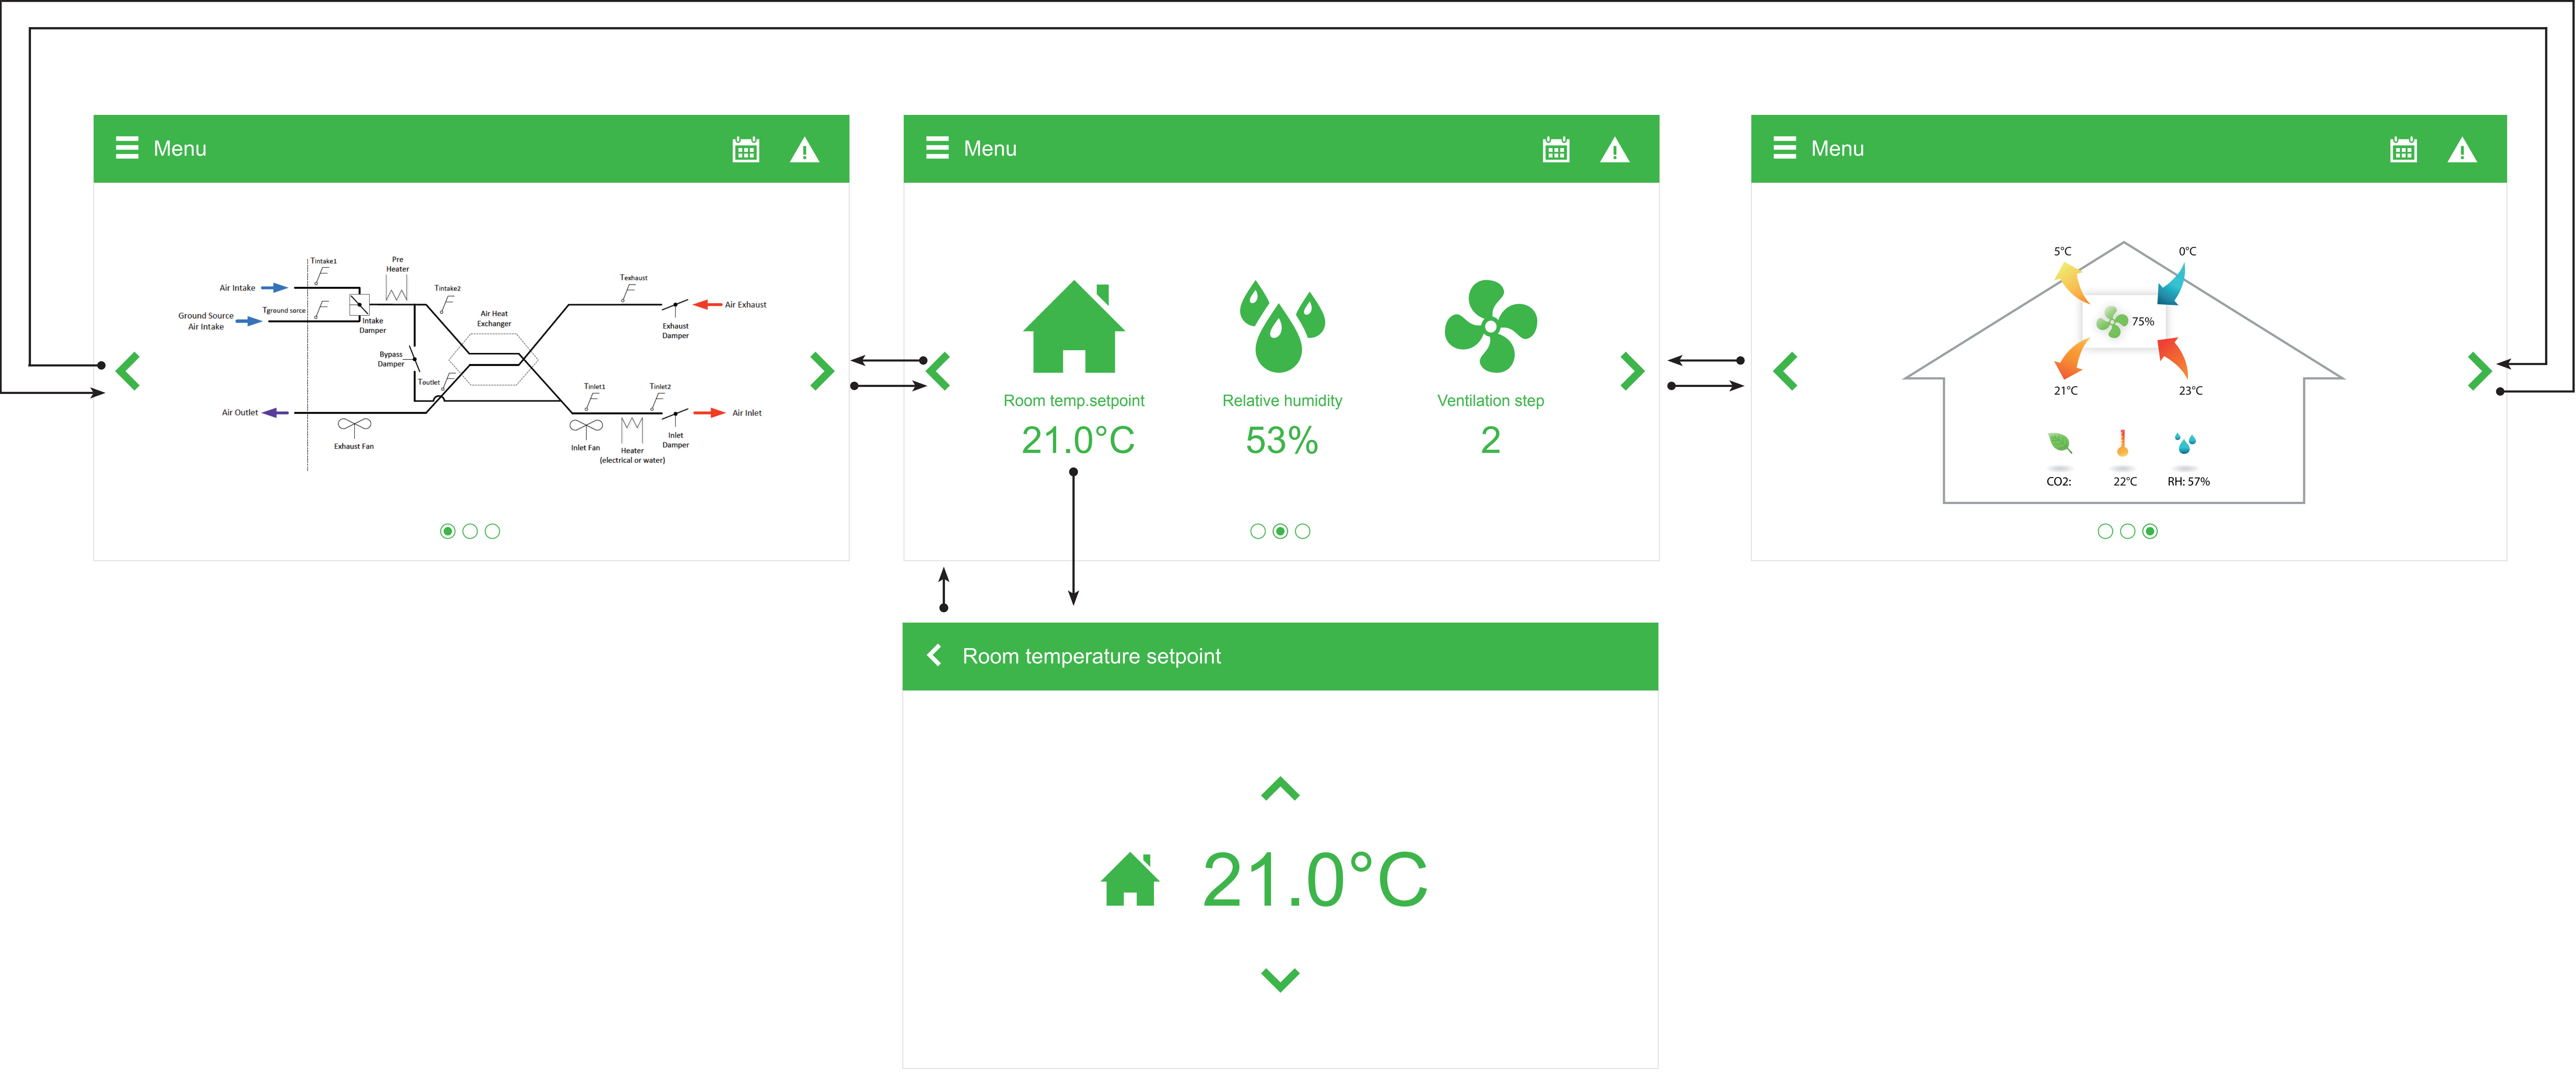 Menu
Tintake1
Pre
Heater
Air Intake
Tintake2
Texhaust
Tground sorce
Ground Source
Air Intake
Intake
Damper
Air Heat
Exchanger
Air Exhaust
Exhaust
Damper
Bypass
Damper
Toutlet
Tinlet1
Tinlet2
Air Outlet
Air Inlet
Exhaust Fan
Inlet Fan
Heater
(electrical or water)
Inlet
Damper
Menu
Room temp.setpoint
Relative humidity
Ventilation step
21.0°C
53%
2
Menu
5°C
0°C
75%
21°C
23°C
CO2:
22°C
RH: 57%
Room temperature setpoint
21.0°C